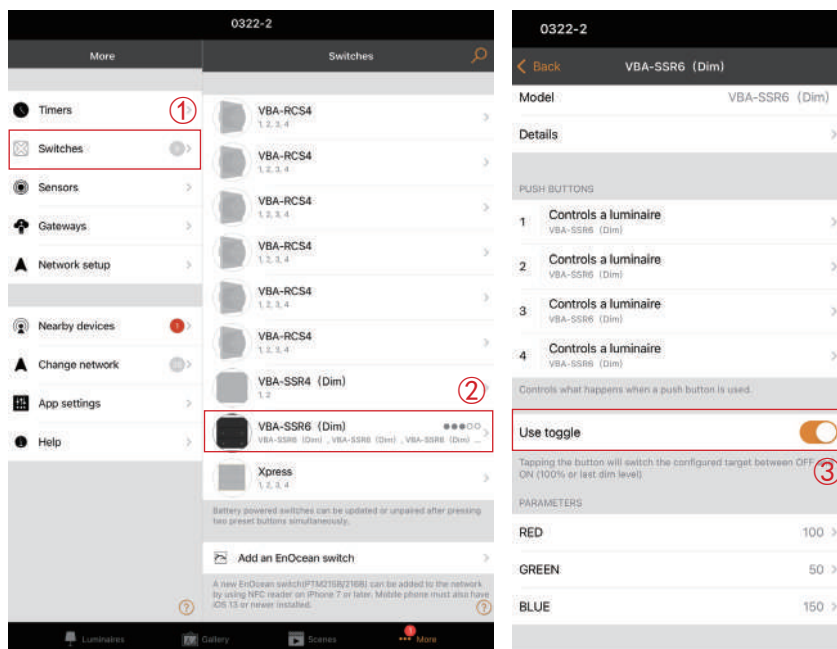 0322-2
More
Timers
①
Switches
Sensors
Gateways
Network setup
Nearby devices
1
Change network
App settings
Help
Switches
VBA-RCS4
1, 2, 3, 4
VBA-RCS4
1, 2, 3, 4
VBA-RCS4
1, 2, 3, 4
VBA-RCS4
1, 2, 3, 4
VBA-RCS4
1, 2, 3, 4
VBA-RCS4
1, 2, 3, 4
VBA-SSR4 (Dim)
1, 2
②
VBA-SSR6 (Dim)
VBA-SSR6 (Dim) , VBA-SSR6 (Dim) , VBA-SSR6 (Dim) ...
Xpress
1, 2, 3, 4
Battery powered switches can be updated or unpaired after pressing
two preset buttons simultaneously.
Add an EnOcean switch
A new EnOcean switch(PTM215B/216B) can be added to the network
by using NFC reader on iPhone 7 or later. Mobile phone must also have
iOS 13 or newer installed.
?
?
Luminaires
Gallery
Scenes
1
More
0322-2
Back
VBA-SSR6 (Dim)
Model
VBA-SSR6 (Dim)
Details
PUSH BUTTONS
1 Controls a luminaire
VBA-SSR6 (Dim)
2 Controls a luminaire
VBA-SSR6 (Dim)
3 Controls a luminaire
VBA-SSR6 (Dim)
4 Controls a luminaire
VBA-SSR6 (Dim)
Controls what happens when a push button is used.
Use toggle
Tapping the button will switch the configured target between OFF
ON (100% or last dim level)
③
PARAMETERS
RED 100
GREEN 50
BLUE 150